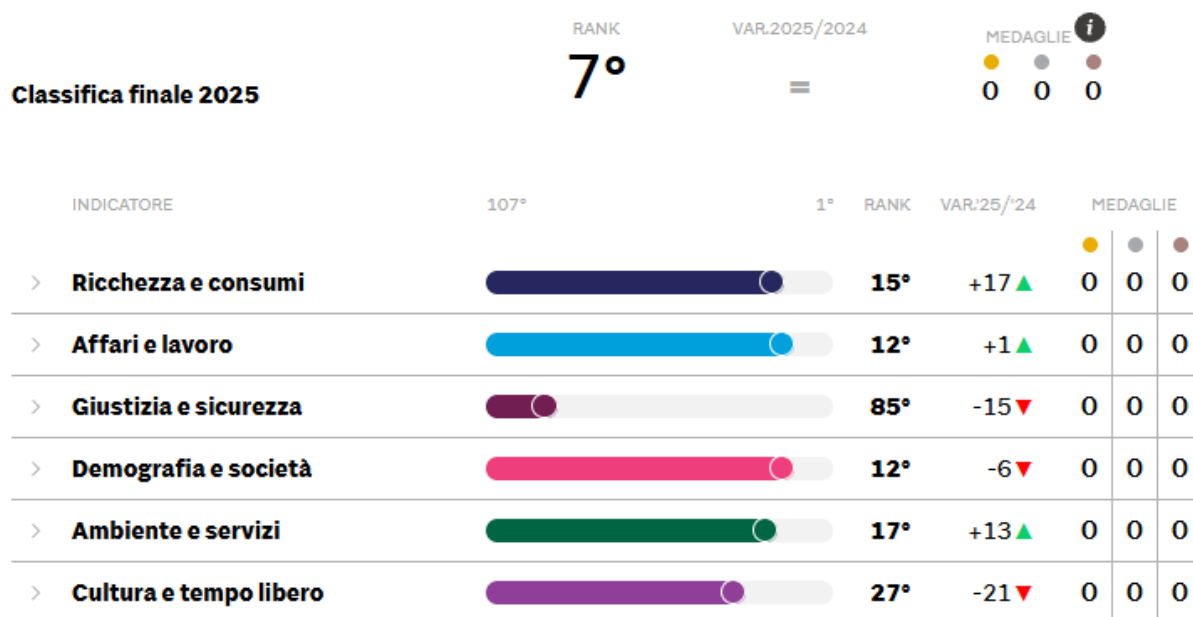 RANK VAR.2025/2024 MEDAGLIE i
Classifica finale 2025 7° = 0 0 0
INDICATORE 107° 1° RANK VAR.'25/'24 MEDAGLIE
Ricchezza e consumi 15° +17 ▲ 0 0 0
Affari e lavoro 12° +1 ▲ 0 0 0
Giustizia e sicurezza 85° -15 ▼ 0 0 0
Demografia e società 12° -6 ▼ 0 0 0
Ambiente e servizi 17° +13 ▲ 0 0 0
Cultura e tempo libero 27° -21 ▼ 0 0 0